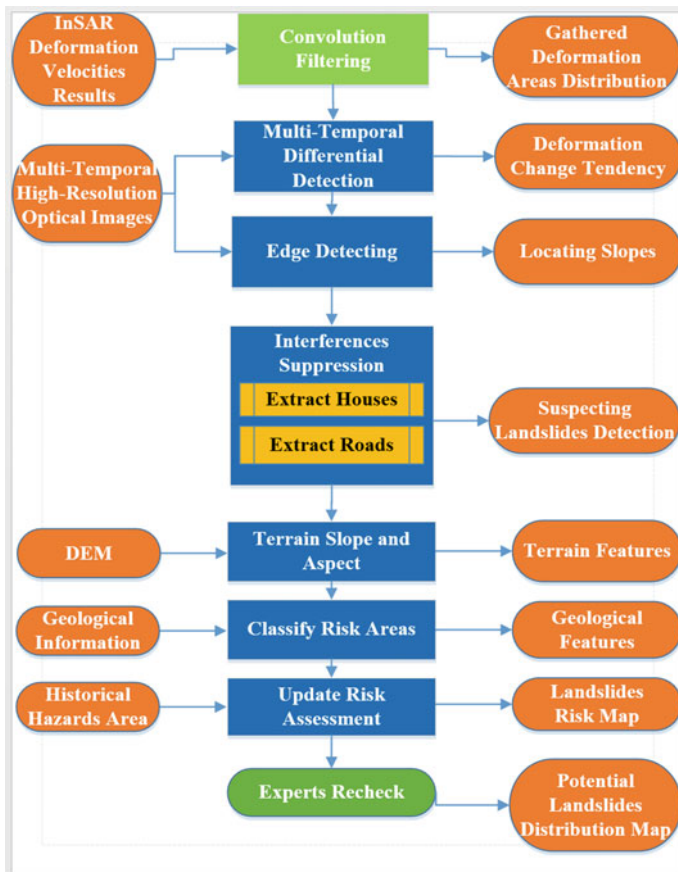 InSAR
Deformation
Velocities
Results
Convolution
Filtering
Gathered
Deformation
Areas Distribution
Multi-Temporal
High-Resolution
Optical Images
Multi-Temporal
Differential
Detection
Deformation
Change Tendency
Edge Detecting
Locating Slopes
Interferences
Suppression
Extract Houses
Extract Roads
Suspecting
Landslides Detection
DEM
Terrain Slope and
Aspect
Terrain Features
Geological
Information
Classify Risk Areas
Geological
Features
Historical
Hazards Area
Update Risk
Assessment
Landslides
Risk Map
Experts Recheck
Potential
Landslides
Distribution Map